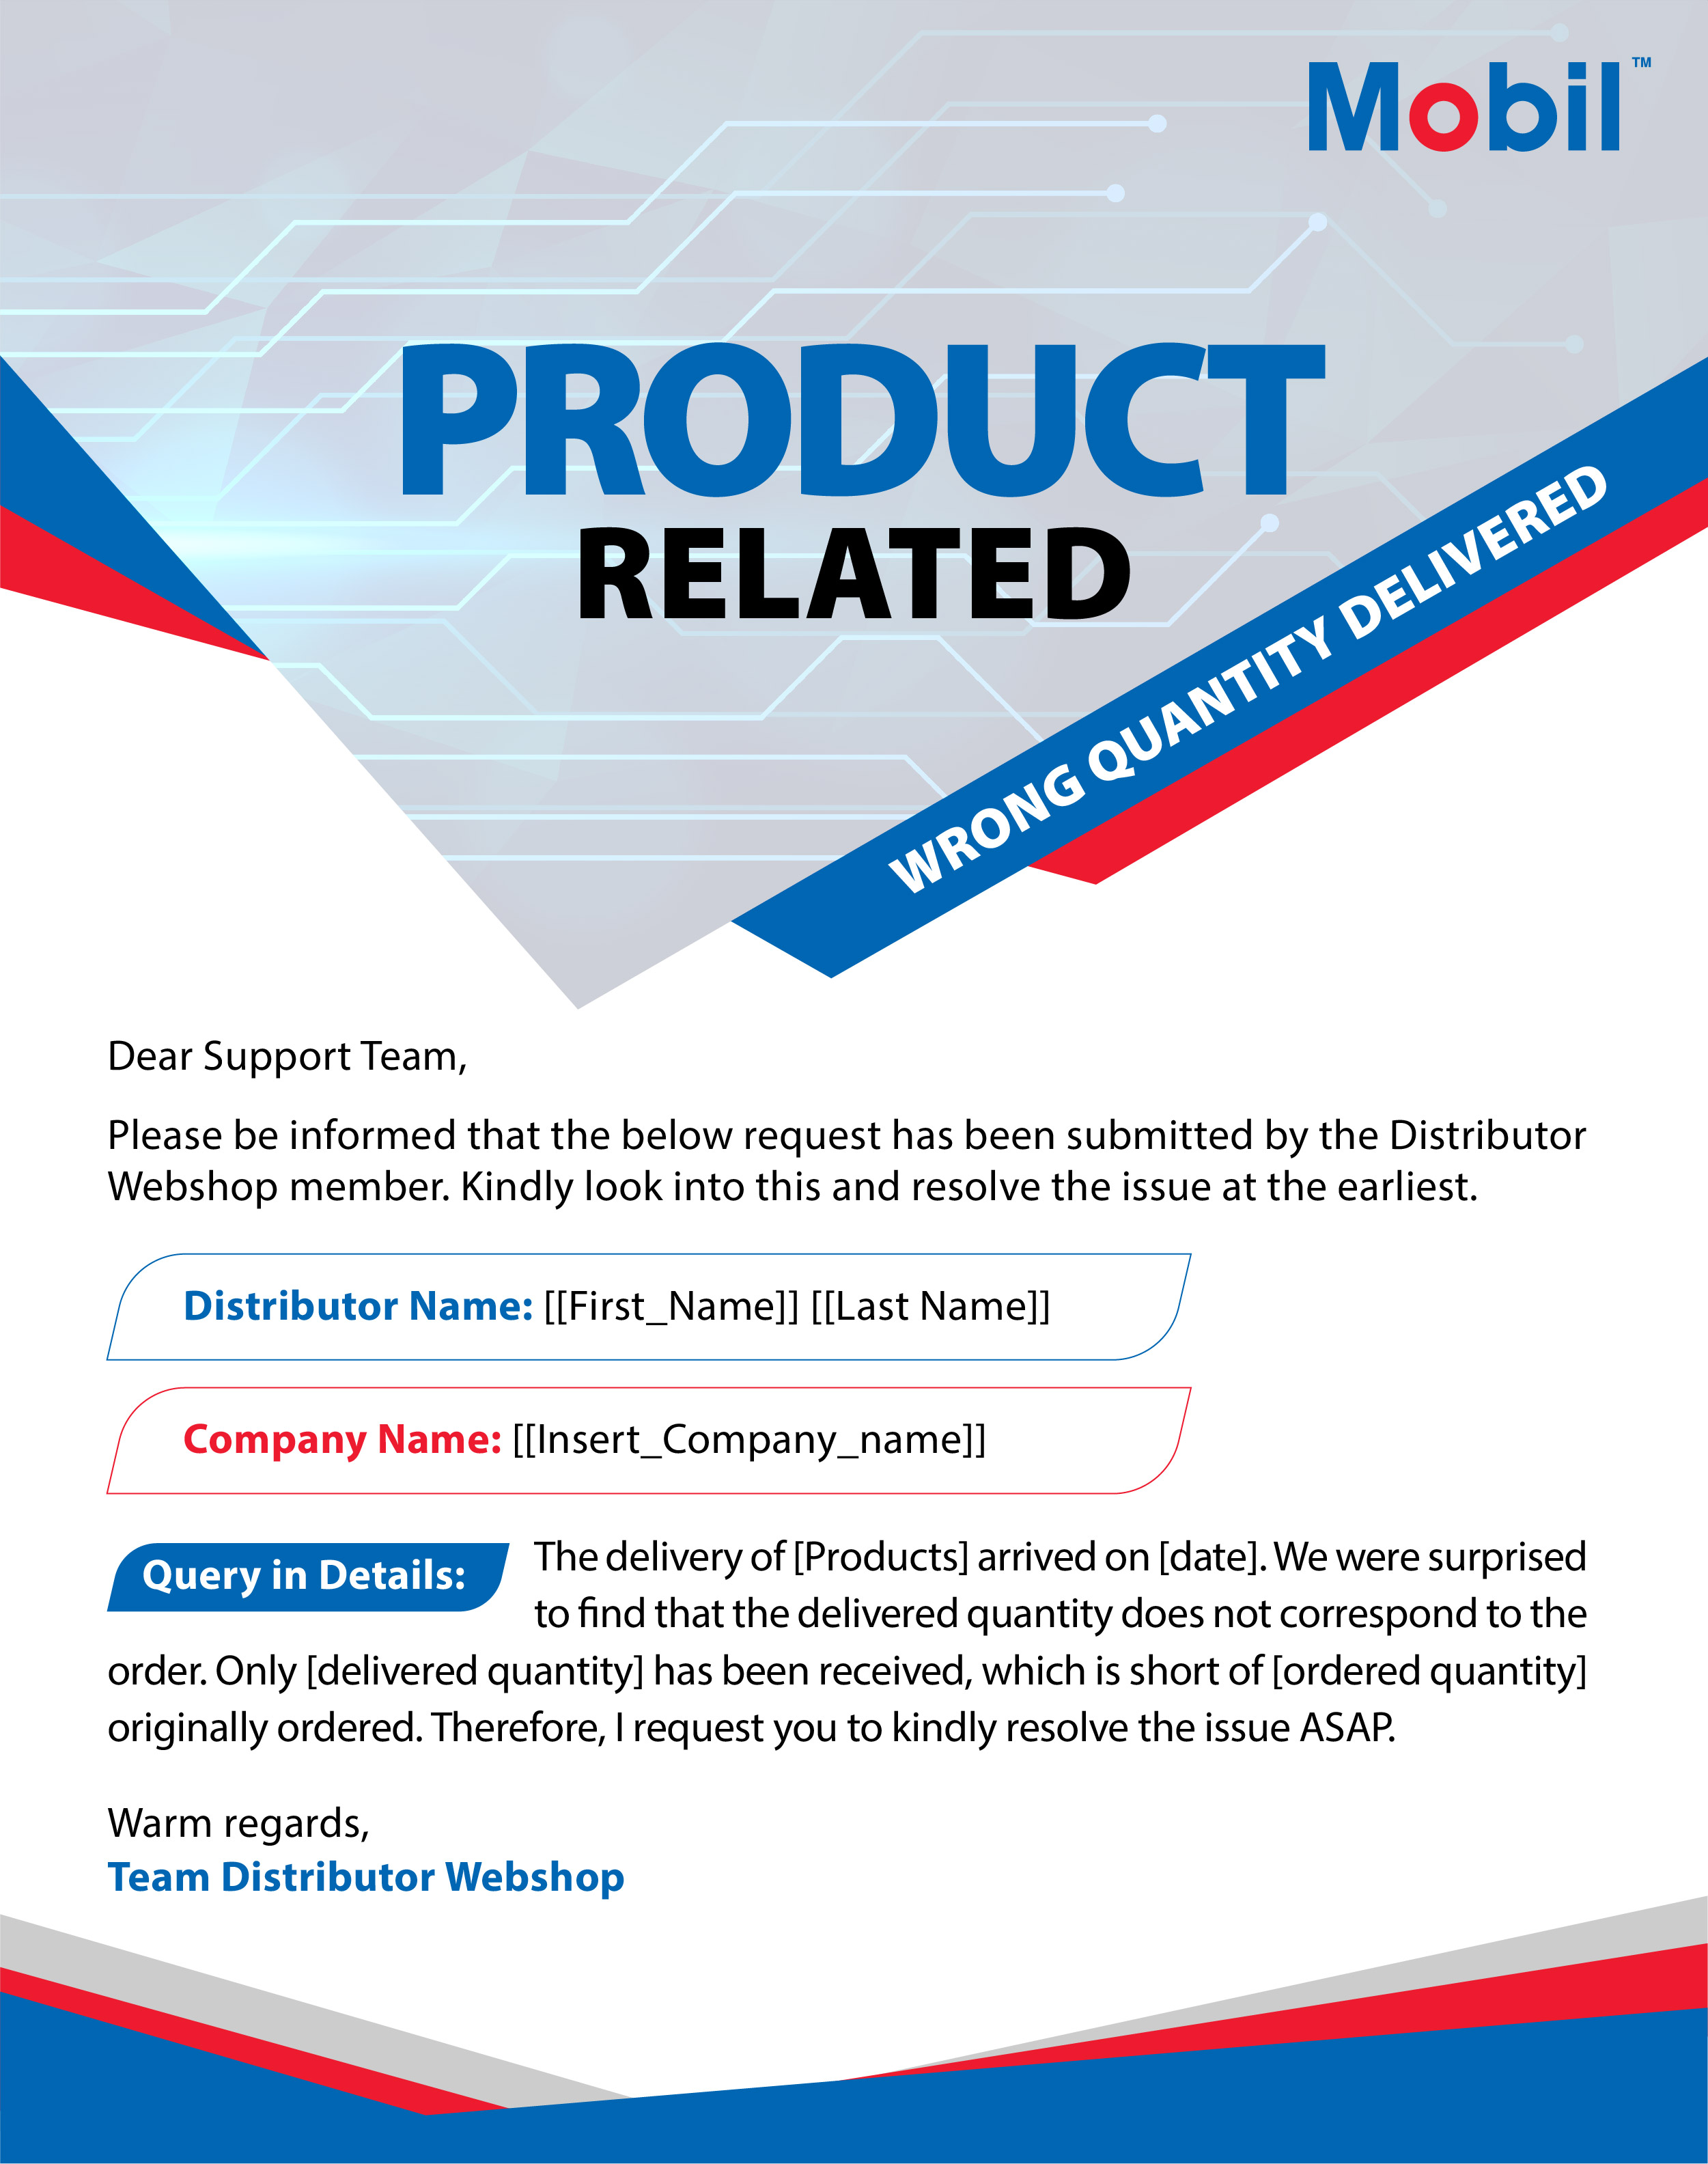 Mobil™
PRODUCT
RELATED
WRONG QUANTITY DELIVERED
Dear Support Team,
Please be informed that the below request has been submitted by the Distributor
Webshop member. Kindly look into this and resolve the issue at the earliest.
Distributor Name: [[First_Name]] [[Last Name]]
Company Name: [[Insert_Company_name]]
Query in Details: The delivery of [Products] arrived on [date]. We were surprised
to find that the delivered quantity does not correspond to the
order. Only [delivered quantity] has been received, which is short of [ordered quantity]
originally ordered. Therefore, I request you to kindly resolve the issue ASAP.
Warm regards,
Team Distributor Webshop